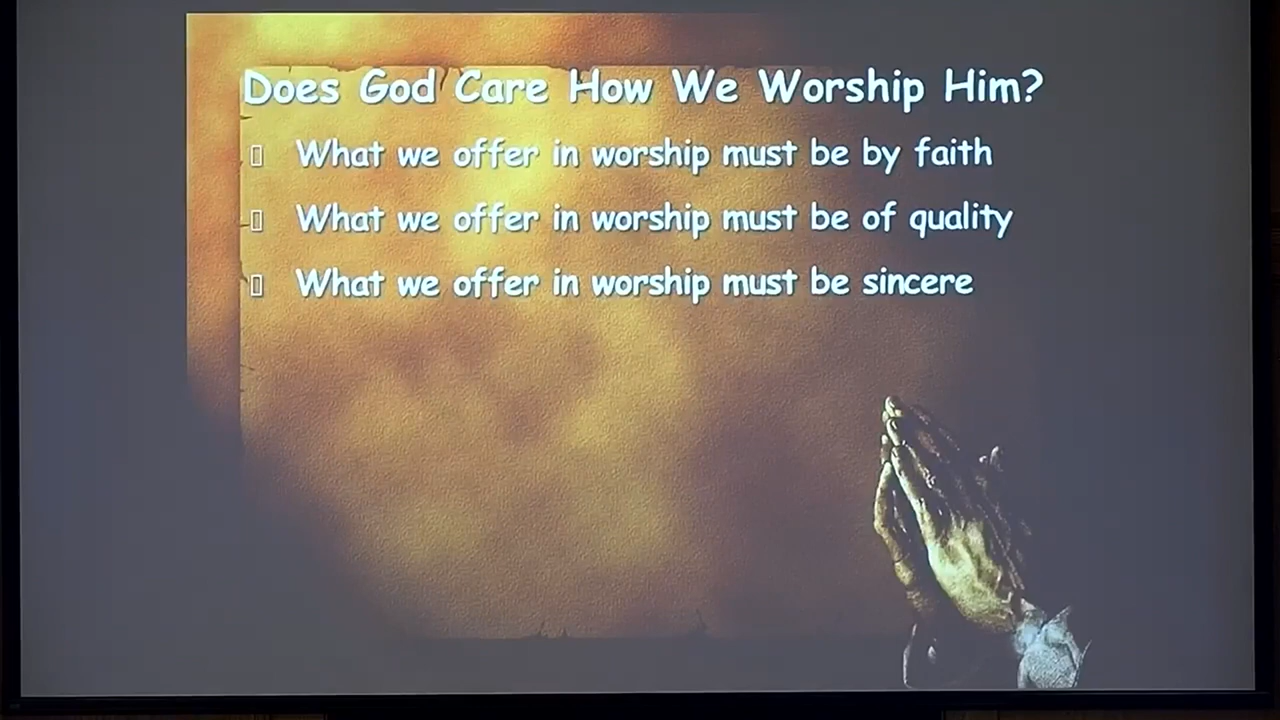 Does God Care How We Worship Him?
What we offer in worship must be by faith
What we offer in worship must be of quality
What we offer in worship must be sincere